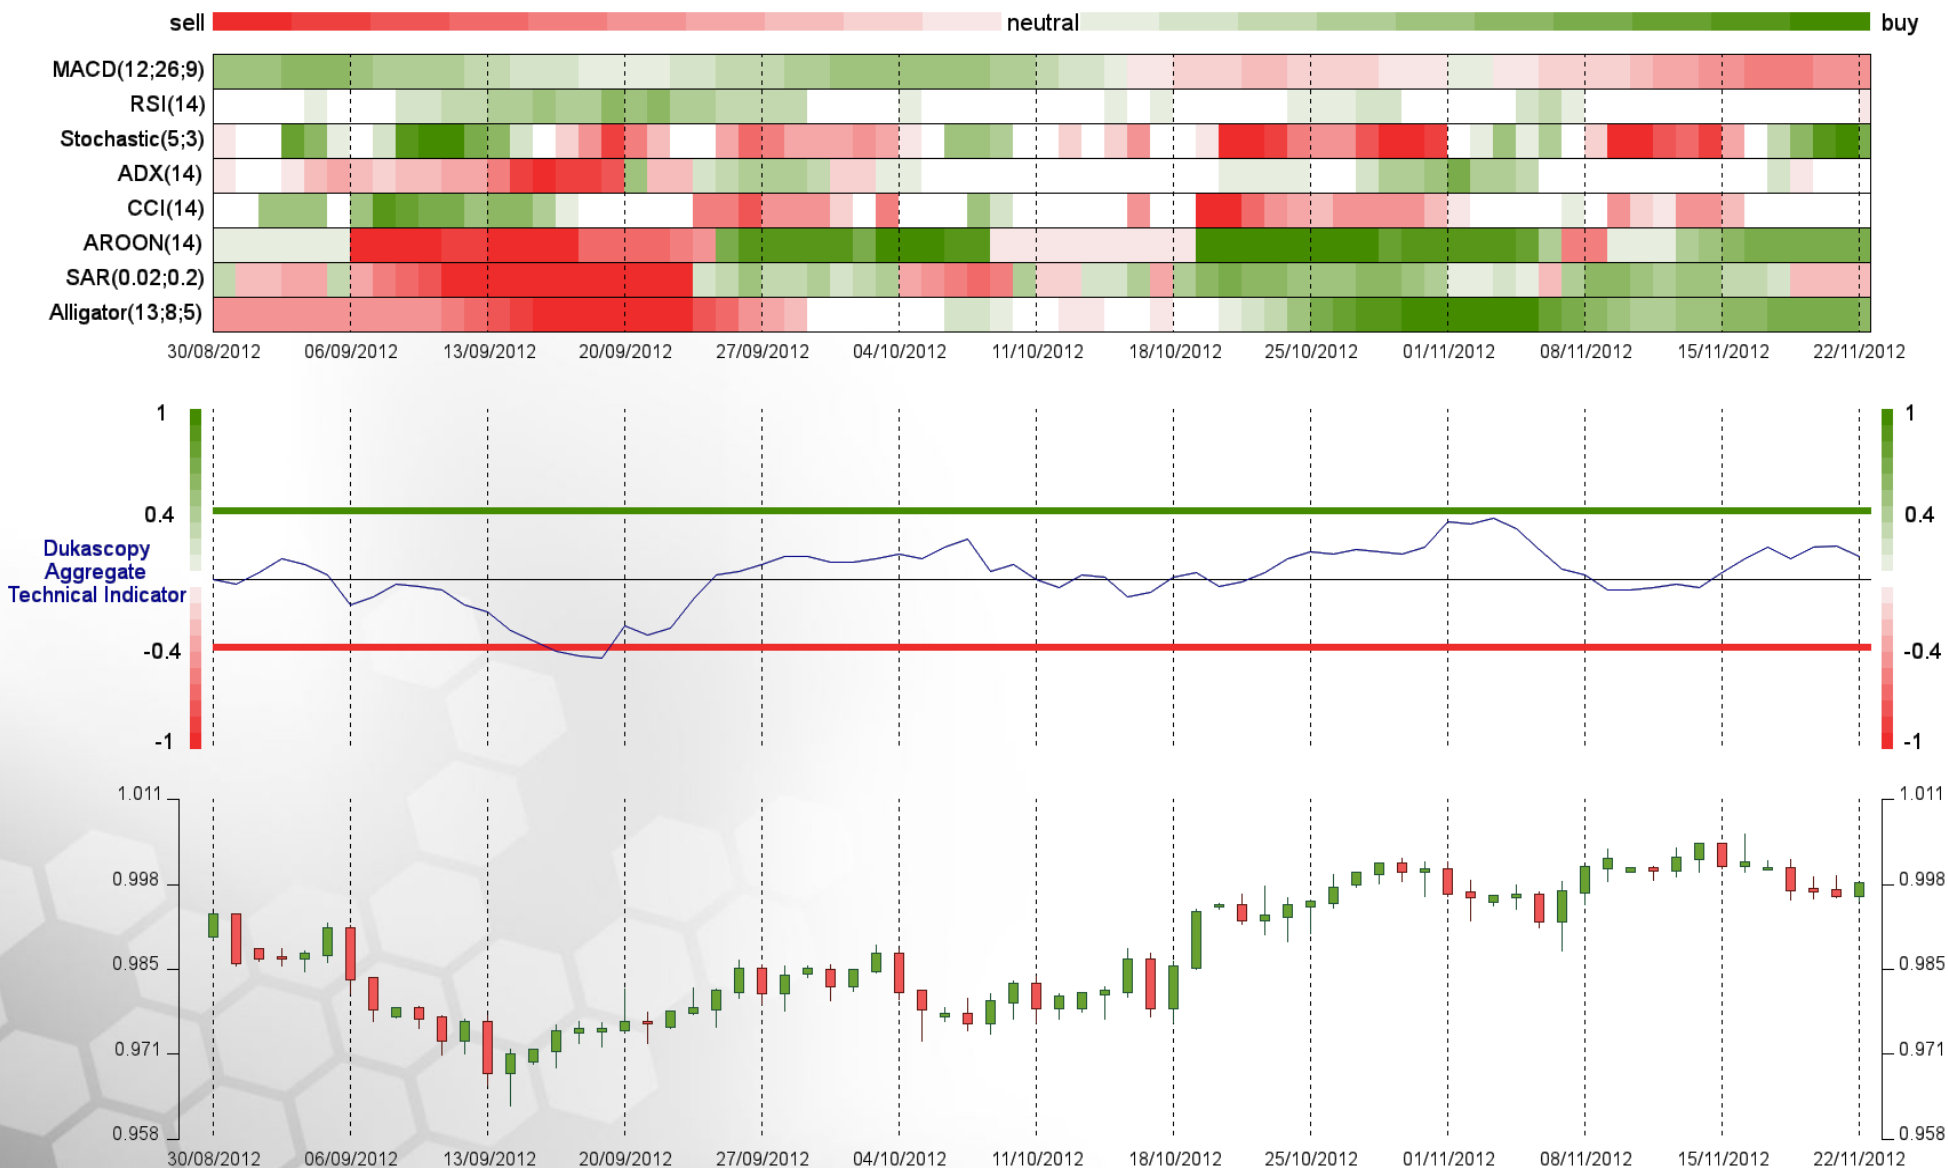 sell neutral buy
MACD(12;26;9)
RSI(14)
Stochastic(5;3)
ADX(14)
CCI(14)
AROON(14)
SAR(0.02;0.2)
Alligator(13;8;5)
30/08/2012 06/09/2012 13/09/2012 20/09/2012 27/09/2012 04/10/2012 11/10/2012 18/10/2012 25/10/2012 01/11/2012 08/11/2012 15/11/2012 22/11/2012
1 1
0.4 0.4
Dukascopy
Aggregate
Technical Indicator
-0.4 -0.4
-1 -1
1.011 1.011
0.998 0.998
0.985 0.985
0.971 0.971
0.958 0.958
30/08/2012 06/09/2012 13/09/2012 20/09/2012 27/09/2012 04/10/2012 11/10/2012 18/10/2012 25/10/2012 01/11/2012 08/11/2012 15/11/2012 22/11/2012